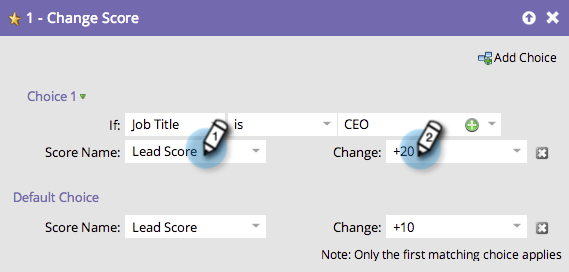 1 - Change Score
Add Choice
Choice 1
If: Job Title is CEO
1 2
Score Name: Lead Score Change: +20
Default Choice
Score Name: Lead Score Change: +10
Note: Only the first matching choice applies